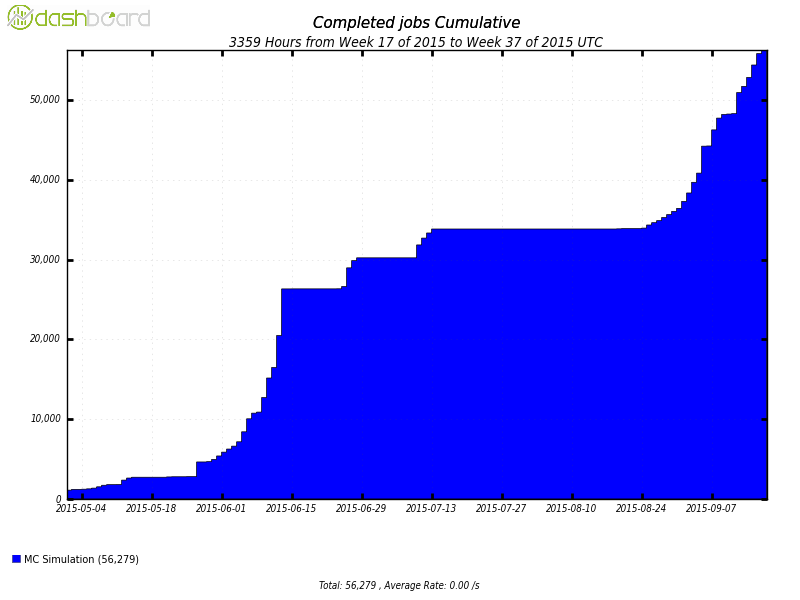 dashboard
Completed jobs Cumulative
3359 Hours from Week 17 of 2015 to Week 37 of 2015 UTC
50,000
40,000
30,000
20,000
10,000
0
2015-05-04 2015-05-18 2015-06-01 2015-06-15 2015-06-29 2015-07-13 2015-07-27 2015-08-10 2015-08-24 2015-09-07
MC Simulation (56,279)
Total: 56,279 , Average Rate: 0.00 /s